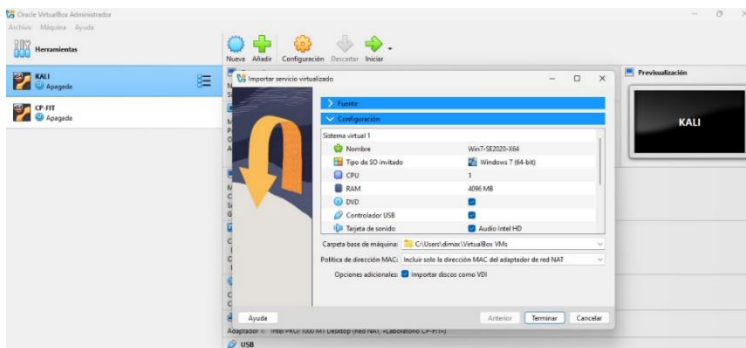 Oracle VirtualBox Administrador
Archivo Máquina Ayuda
Herramientas
Nueva Añadir Configuración Descartar Iniciar
KALI
Apagada
CP-FIT
Apagada
Importar servicio virtualizado
Fuente
Configuración
Sistema virtual 1
Nombre Win7-SE2020-X64
Tipo de SO invitado Windows 7 (64-bit)
CPU 1
RAM 4096 MB
DVD
Controlador USB
Tarjeta de sonido Audio Intel HD
Carpeta base de máquina: C:\Users\dimax\VirtualBox VMs
Política de dirección MAC: Incluir solo la dirección MAC del adaptador de red NAT
Opciones adicionales: Importar discos como VDI
Ayuda Anterior Terminar Cancelar
Previsualización
KALI
USB